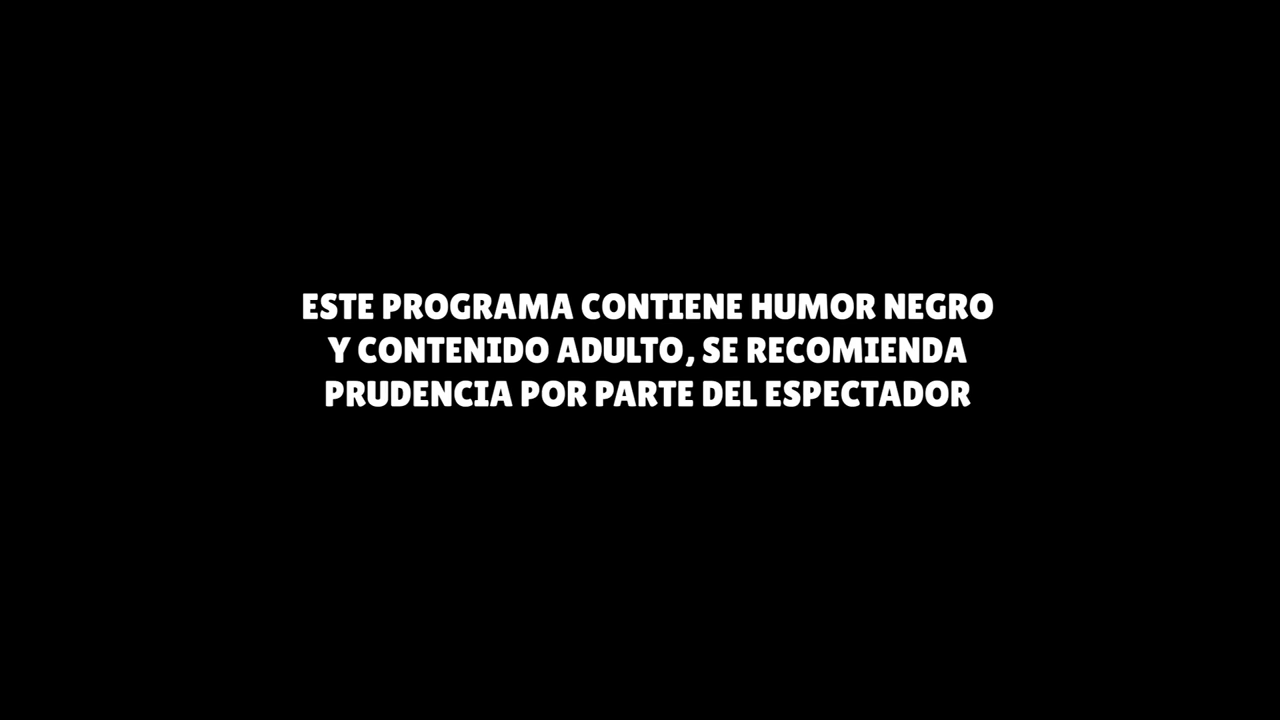 ESTE PROGRAMA CONTIENE HUMOR NEGRO
Y CONTENIDO ADULTO, SE RECOMIENDA
PRUDENCIA POR PARTE DEL ESPECTADOR